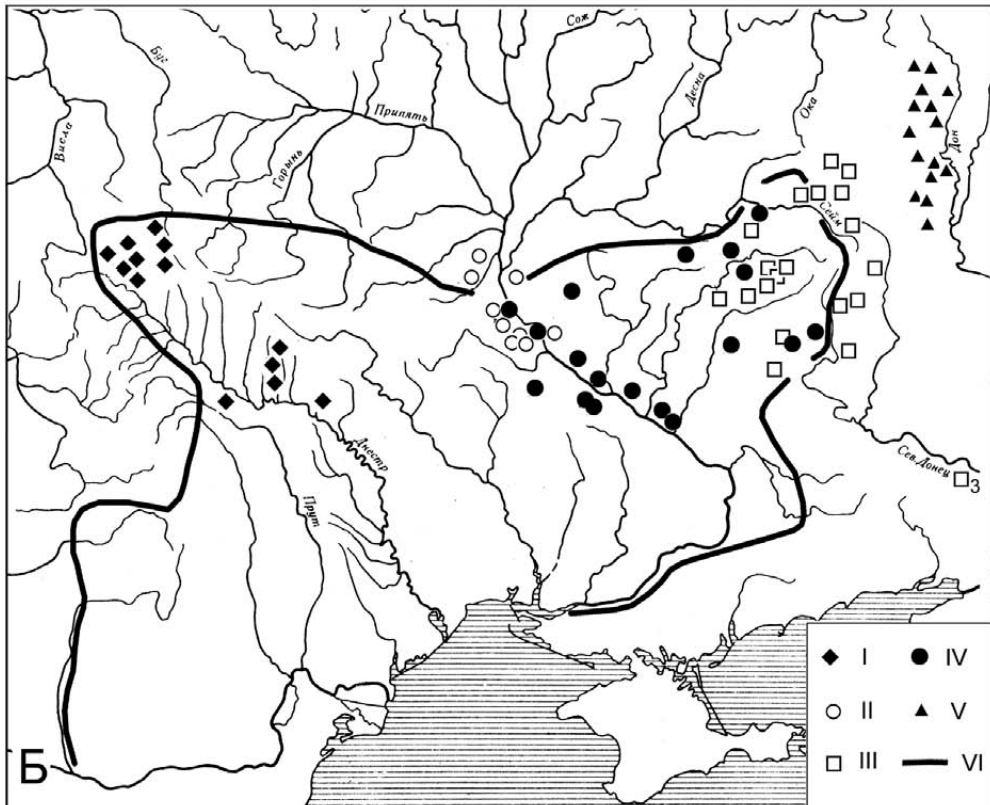 Сож
Буг
Десна
Ока
Припять
Висла
Дон
Горынь
Сейм
Днестр
Сев. Донец
3
Прут
I IV
II V
III VI
Б